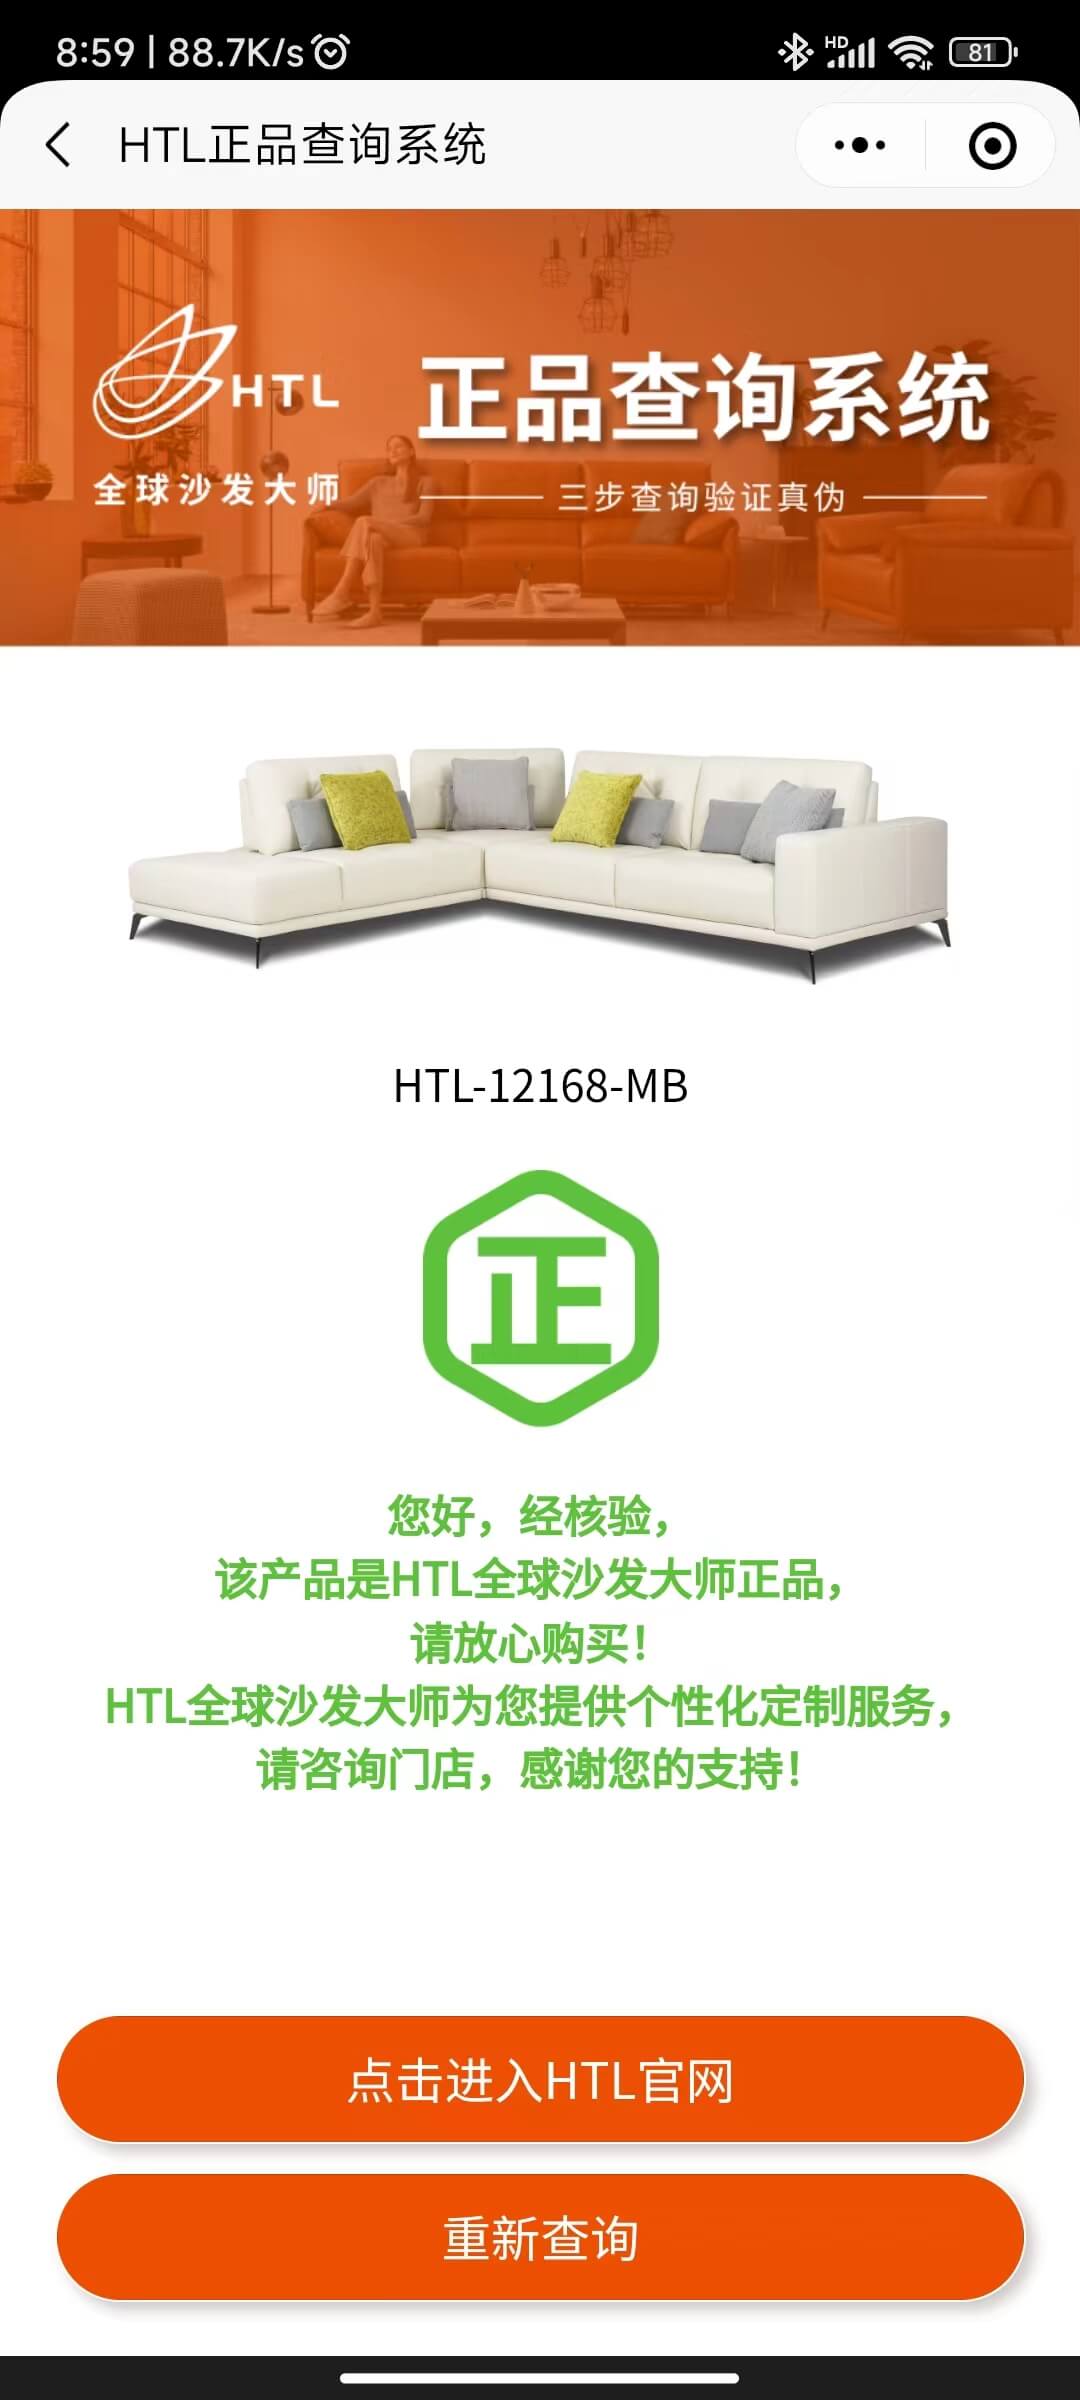 8:59 | 88.7K/s
HD
81
HTL正品查询系统
HTL
全球沙发大师
正品查询系统
三步查询验证真伪
HTL-12168-MB
正
您好，经核验，
该产品是HTL全球沙发大师正品，
请放心购买！
HTL全球沙发大师为您提供个性化定制服务，
请咨询门店，感谢您的支持！
点击进入HTL官网
重新查询